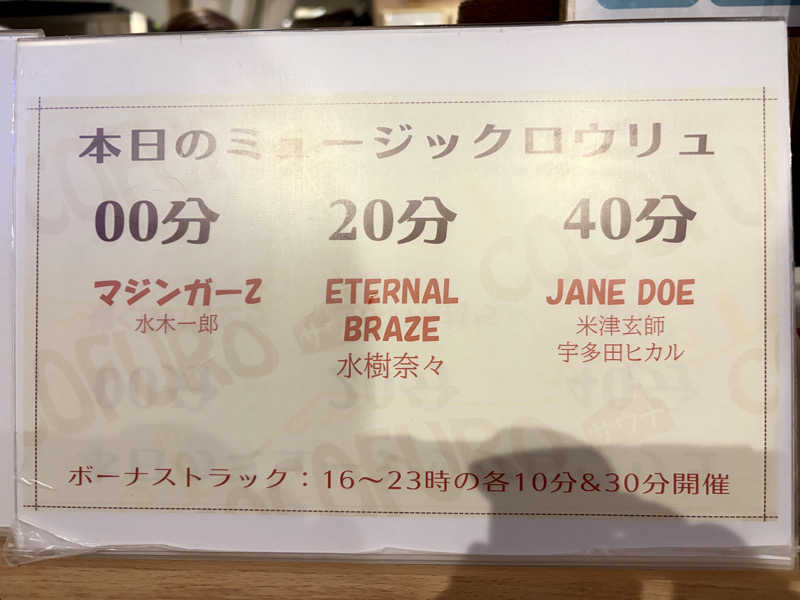 本日のミュージックロウリュ
00分 20分 40分
マジンガーZ
水木一郎
ETERNAL
BRAZE
水樹奈々
JANE DOE
米津玄師
宇多田ヒカル
ボーナストラック：16～23時の各10分&30分開催